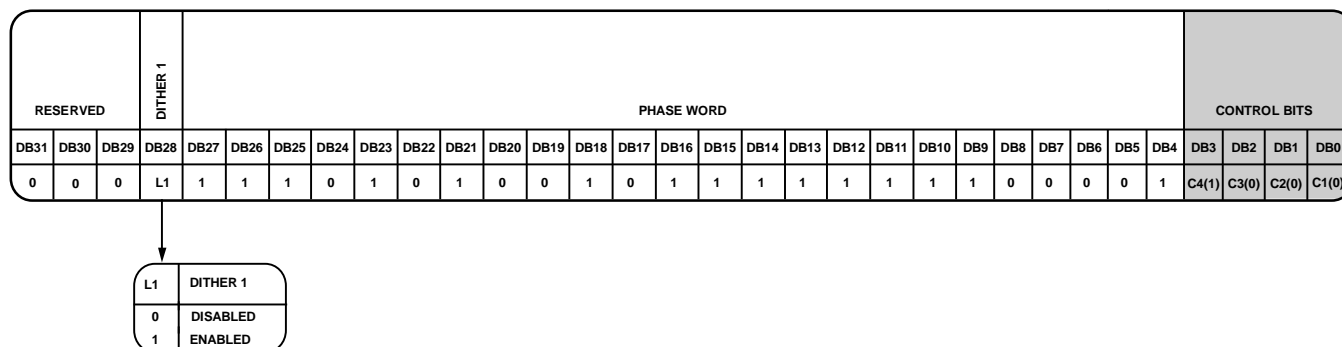 RESERVED DITHER 1 PHASE WORD CONTROL BITS
DB31 DB30 DB29 DB28 DB27 DB26 DB25 DB24 DB23 DB22 DB21 DB20 DB19 DB18 DB17 DB16 DB15 DB14 DB13 DB12 DB11 DB10 DB9 DB8 DB7 DB6 DB5 DB4 DB3 DB2 DB1 DB0
0 0 0 L1 1 1 1 0 1 0 1 0 0 1 0 1 1 1 1 1 1 1 1 0 0 0 0 1 C4(1) C3(0) C2(0) C1(0)
L1 DITHER 1
0 DISABLED
1 ENABLED